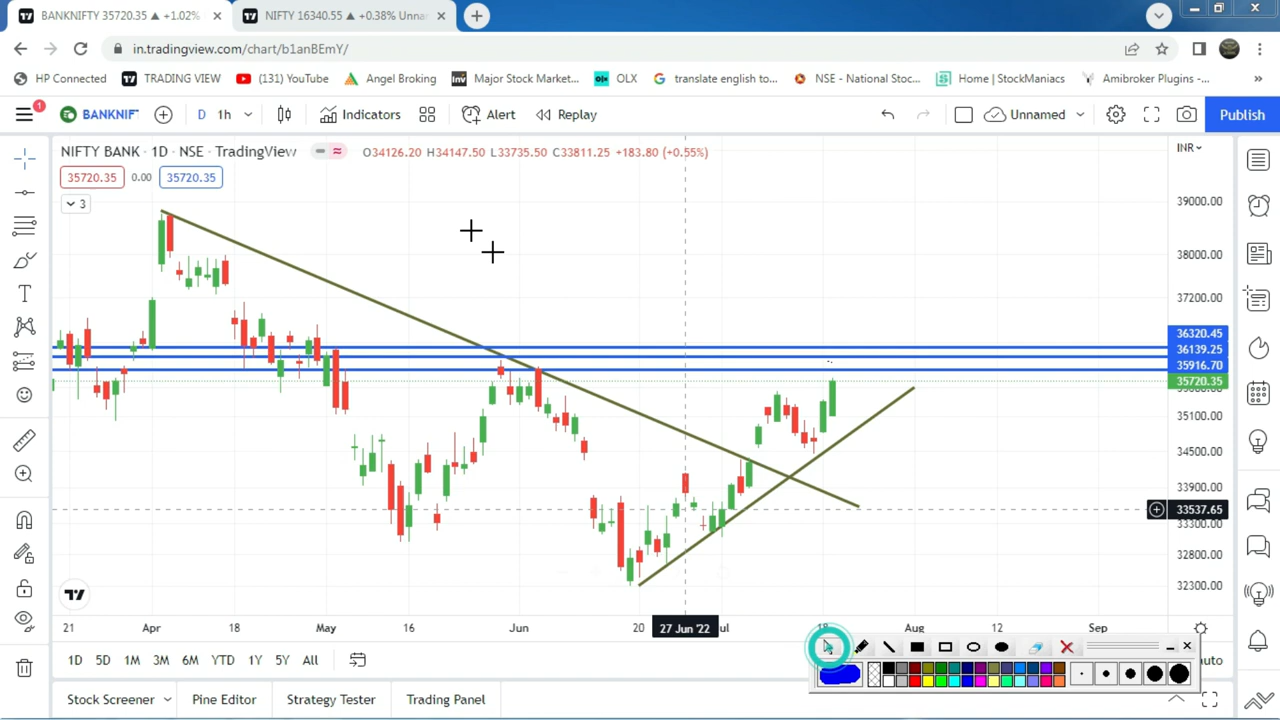 BANKNIFTY 35720.35 ▲ +1.02%
NIFTY 16340.55 ▲ +0.38% Unna
in.tradingview.com/chart/b1anBEmY/
HP Connected
TRADING VIEW
(131) YouTube
Angel Broking
Major Stock Market...
OLX
translate english to...
NSE - National Stoc...
Home | StockManiacs
Amibroker Plugins -...
1
BANKNIF
D
1h
Indicators
Alert
Replay
Unnamed
Publish
NIFTY BANK · 1D · NSE · TradingView
O34126.20 H34147.50 L33735.50 C33811.25 +183.80 (+0.55%)
INR
35720.35
0.00
35720.35
3
39000.00
38000.00
37200.00
36320.45
36139.25
35916.70
35720.35
35100.00
34500.00
33900.00
33537.65
33300.00
32800.00
32300.00
21
Apr
18
May
16
Jun
20
27 Jun '22
ul
18
Aug
12
Sep
1D
5D
1M
3M
6M
YTD
1Y
5Y
All
uto
Stock Screener
Pine Editor
Strategy Tester
Trading Panel